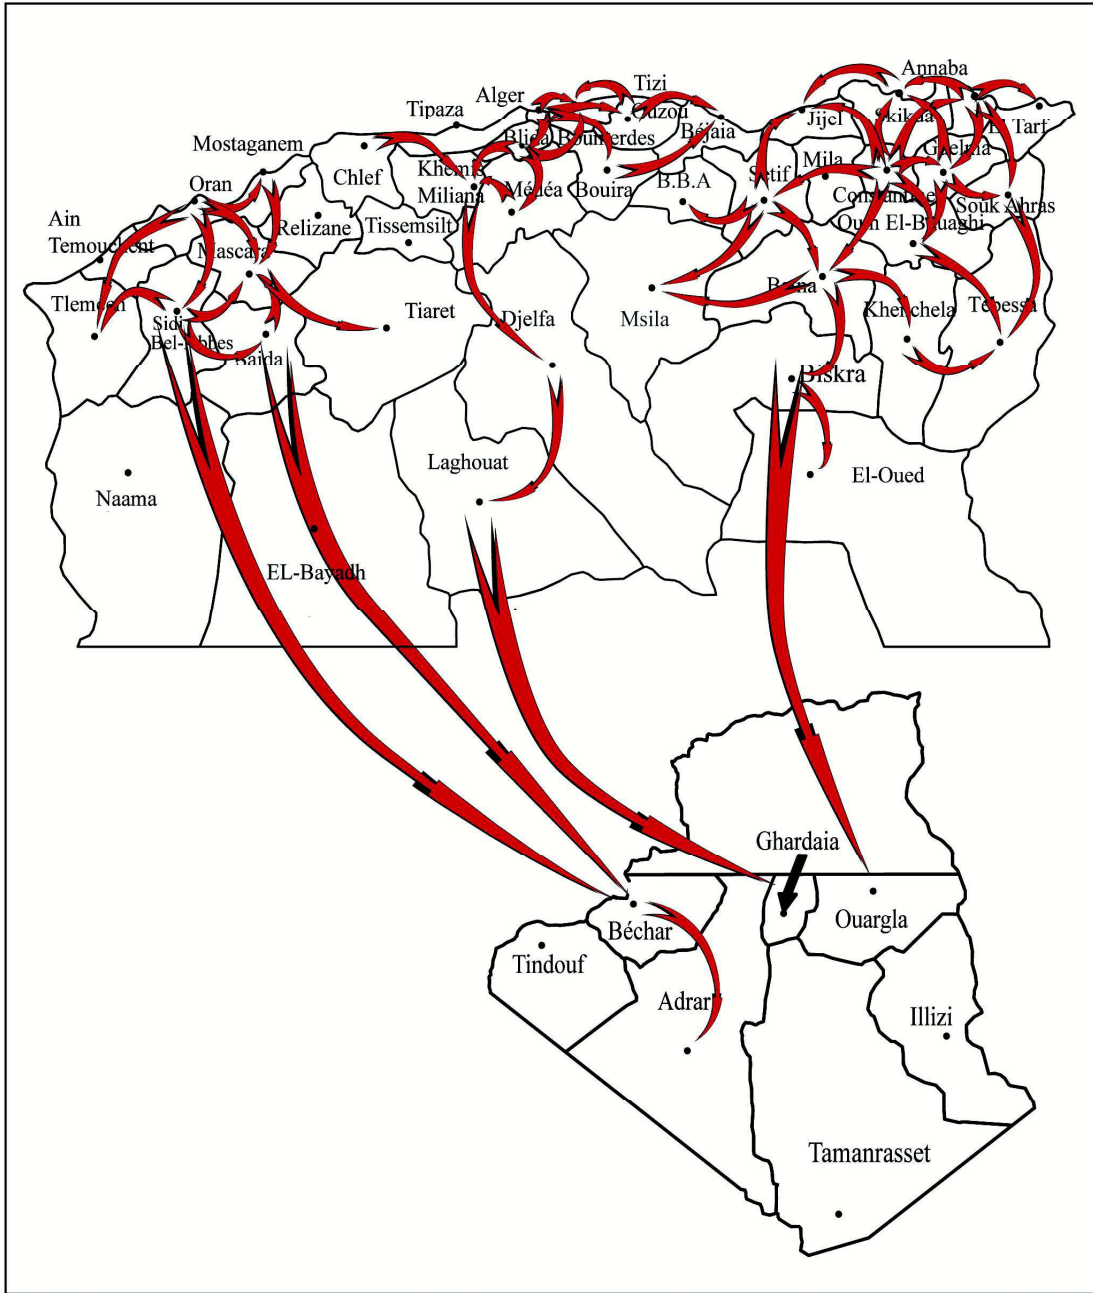 Annaba
Alger
Tizi
Ouzou
Tipaza
Jijel
Skikda
El Tarf
Mostaganem
Blida
Boumerdes
Béjaia
Guelma
Khemis
Miliana
Chlef
Médéa
Bouira
B.B.A
Setif
Mila
Constantine
Souk Ahras
Oran
Ain
Temouchent
Relizane
Tissemsilt
Oum El-Bouaghi
Mascara
Tlemcen
Sidi
Bel-Abbes
Saida
Tiaret
Djelfa
Msila
Batna
Khenchela
Tebessa
Biskra
Naama
Laghouat
El-Oued
EL-Bayadh
Ghardaia
Béchar
Ouargla
Tindouf
Adrar
Illizi
Tamanrasset